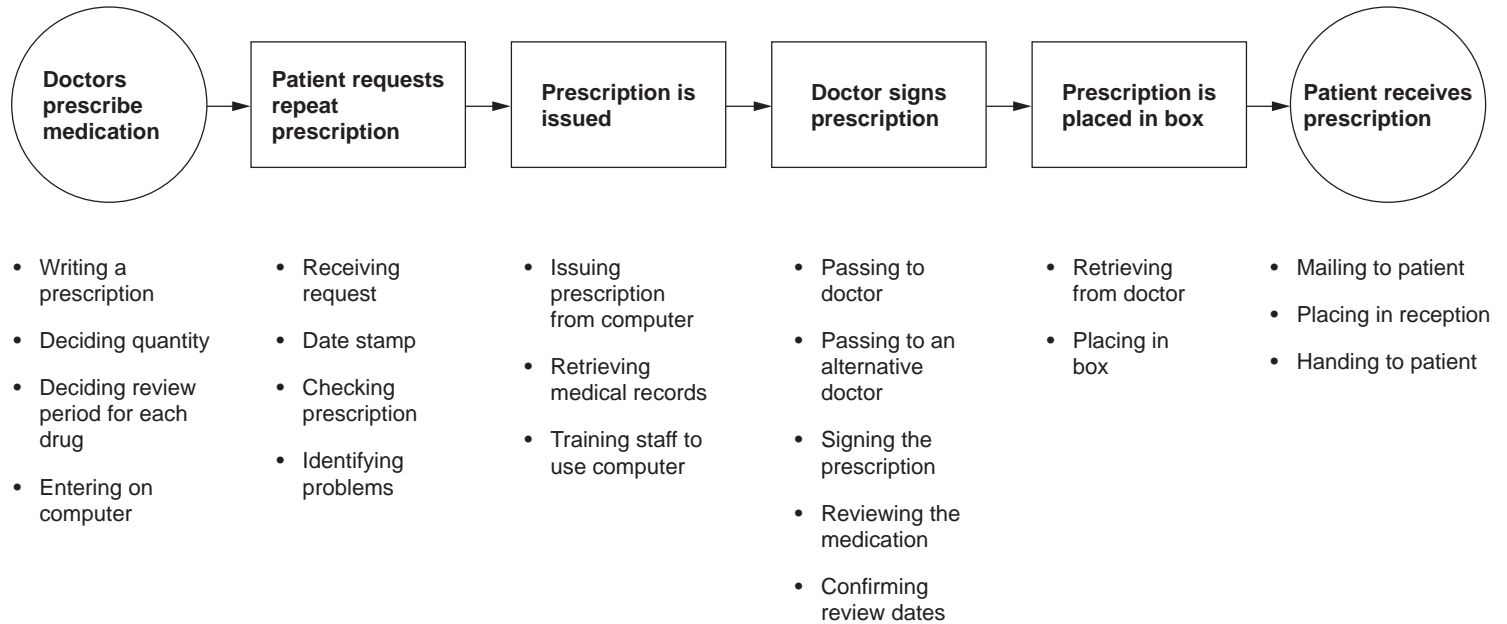 Doctors
prescribe
medication
Patient requests
repeat
prescription
Prescription is
issued
Doctor signs
prescription
Prescription is
placed in box
Patient receives
prescription
• Writing a
prescription
• Deciding quantity
• Deciding review
period for each
drug
• Entering on
computer
• Receiving
request
• Date stamp
• Checking
prescription
• Identifying
problems
• Issuing
prescription
from computer
• Retrieving
medical records
• Training staff to
use computer
• Passing to
doctor
• Passing to an
alternative
doctor
• Signing the
prescription
• Reviewing the
medication
• Confirming
review dates
• Retrieving
from doctor
• Placing in
box
• Mailing to patient
• Placing in reception
• Handing to patient